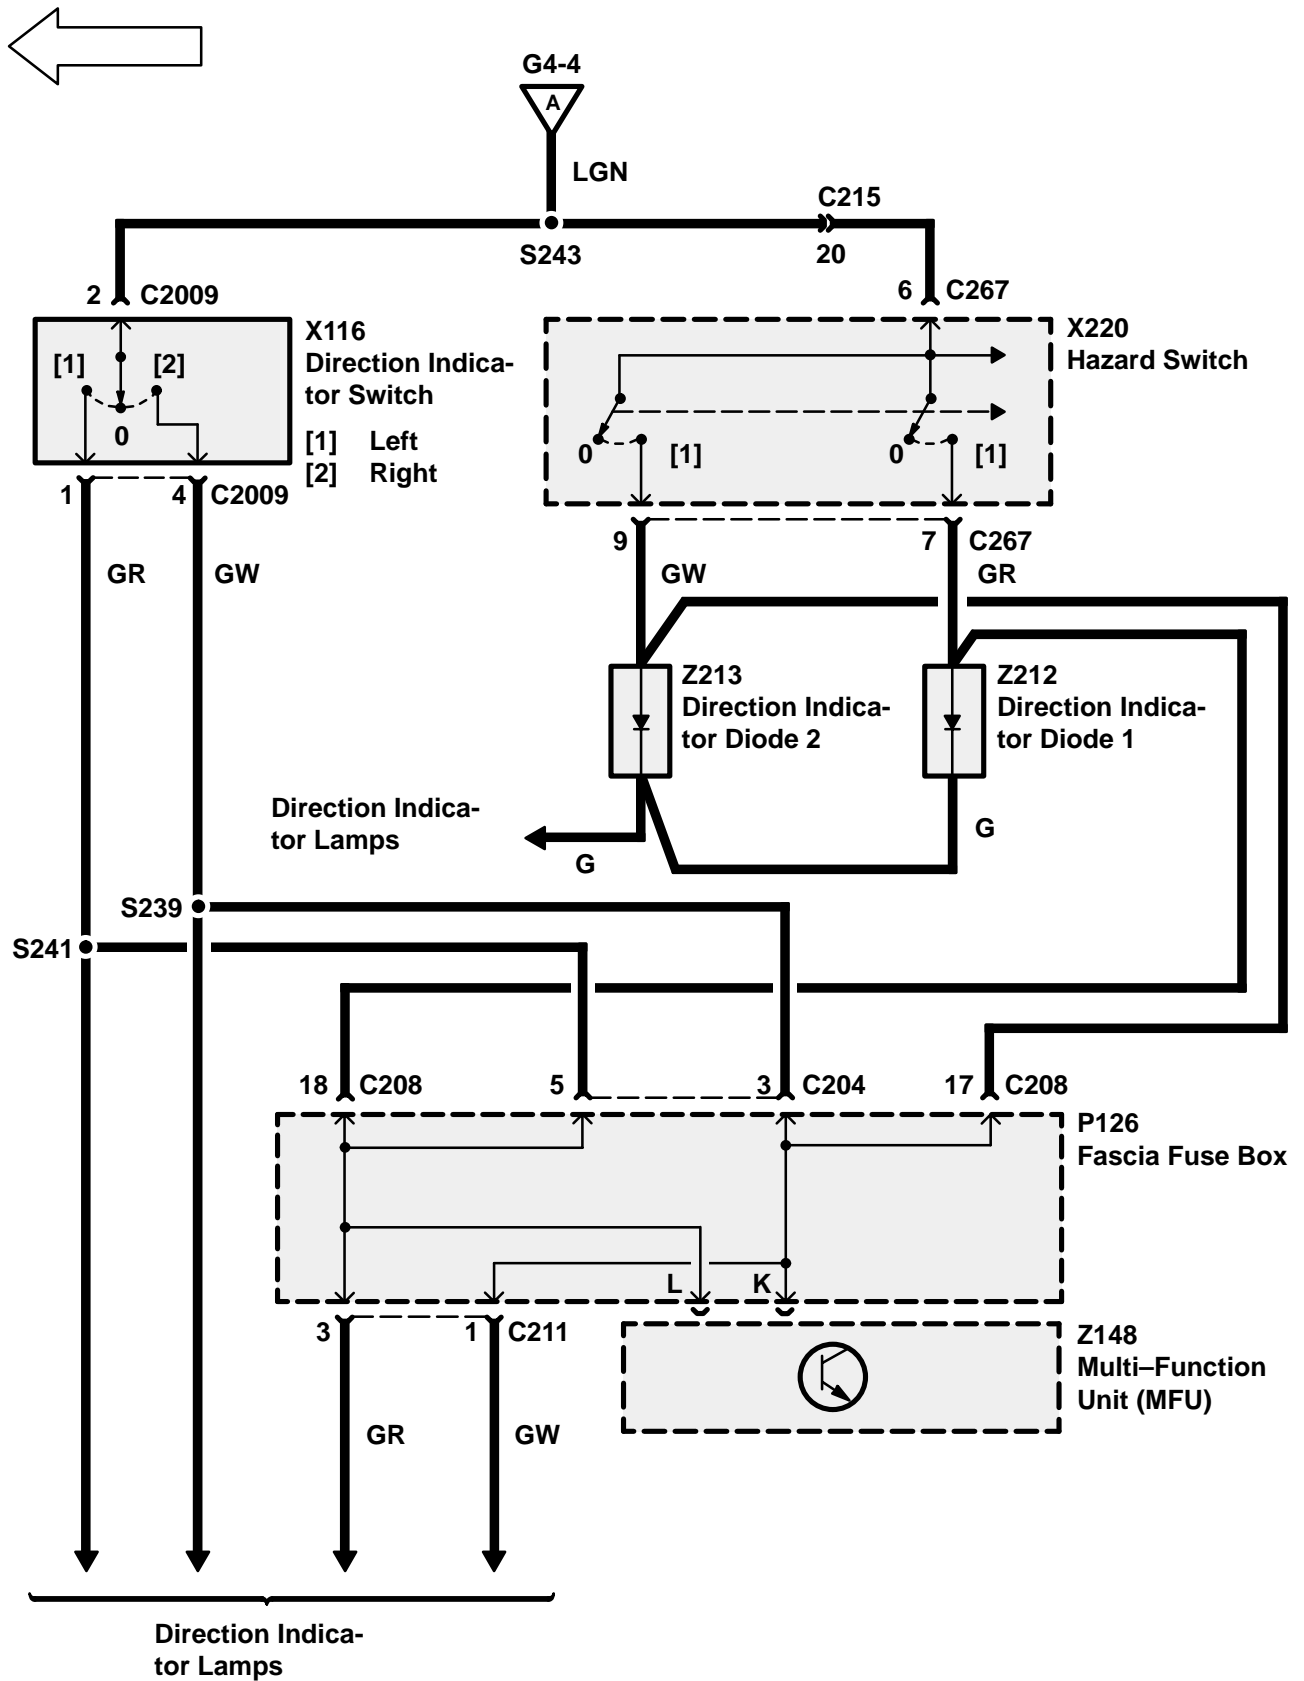 G4-4
A
LGN
C215
S243
20
2 C2009
6 C267
X116
Direction Indica-
tor Switch
[1] Left
[2] Right
[1]
[2]
0
X220
Hazard Switch
0
[1]
0
[1]
1
4 C2009
9
7 C267
GR
GW
GW
GR
Z213
Direction Indica-
tor Diode 2
Z212
Direction Indica-
tor Diode 1
Direction Indica-
tor Lamps
G
G
S239
S241
18 C208
5
3 C204
17 C208
P126
Fascia Fuse Box
L
K
3
1 C211
Z148
Multi–Function
Unit (MFU)
GR
GW
Direction Indica-
tor Lamps